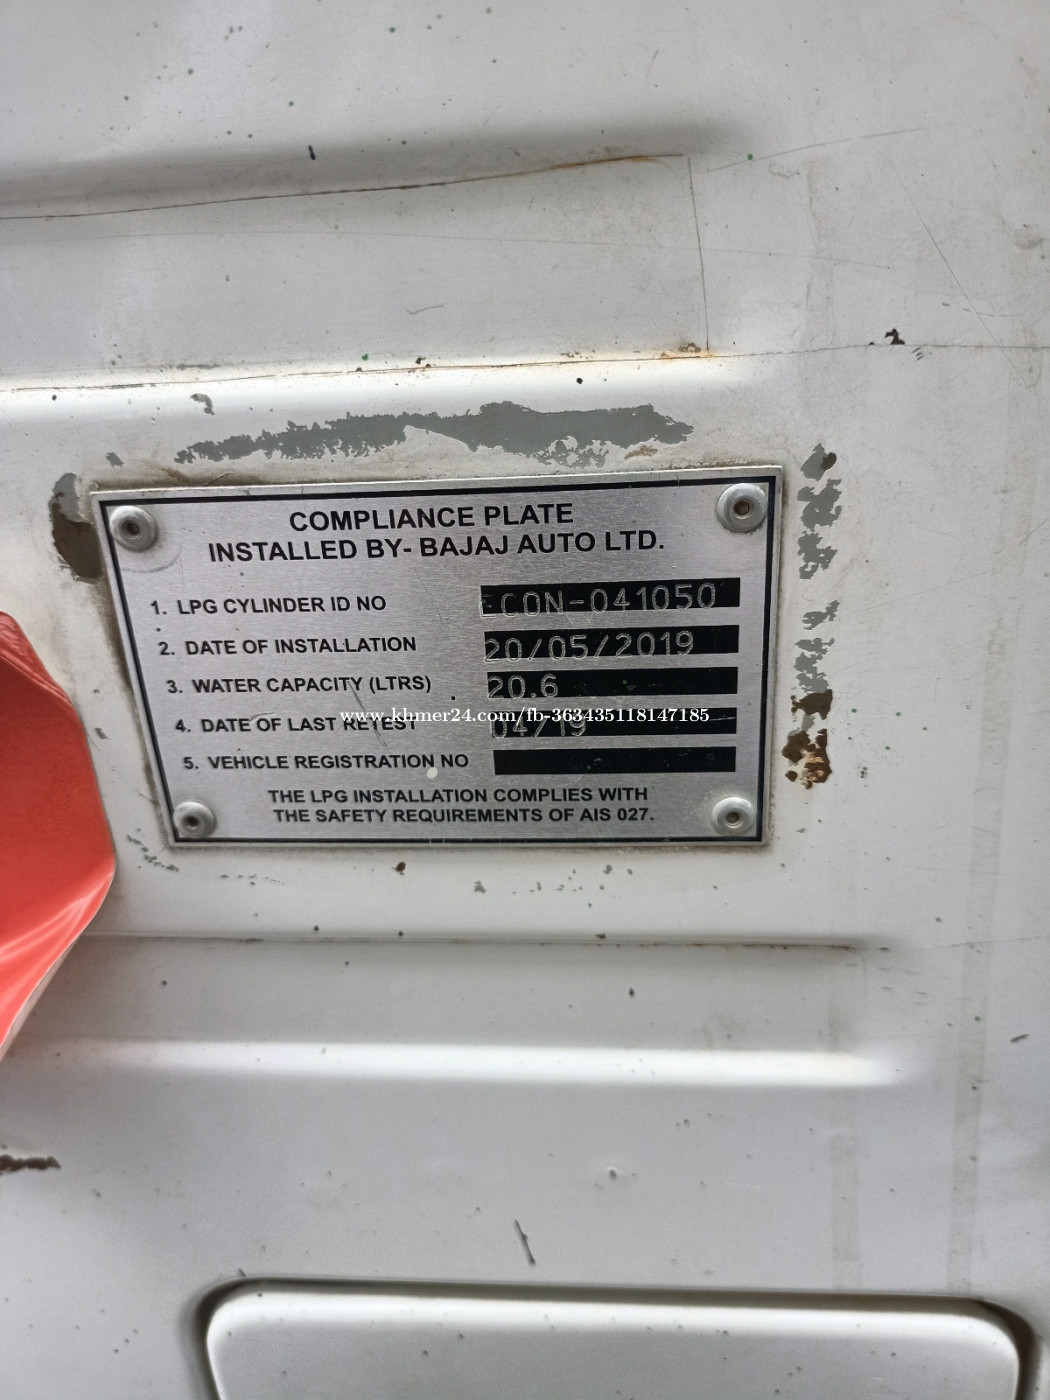 COMPLIANCE PLATE
INSTALLED BY- BAJAJ AUTO LTD.
1. LPG CYLINDER ID NO ECON-041050
2. DATE OF INSTALLATION 20/05/2019
3. WATER CAPACITY (LTRS) 20.6
www.khmer24.com/fb-363435118147185
4. DATE OF LAST RETEST 04/19
5. VEHICLE REGISTRATION NO
THE LPG INSTALLATION COMPLIES WITH
THE SAFETY REQUIREMENTS OF AIS 027.